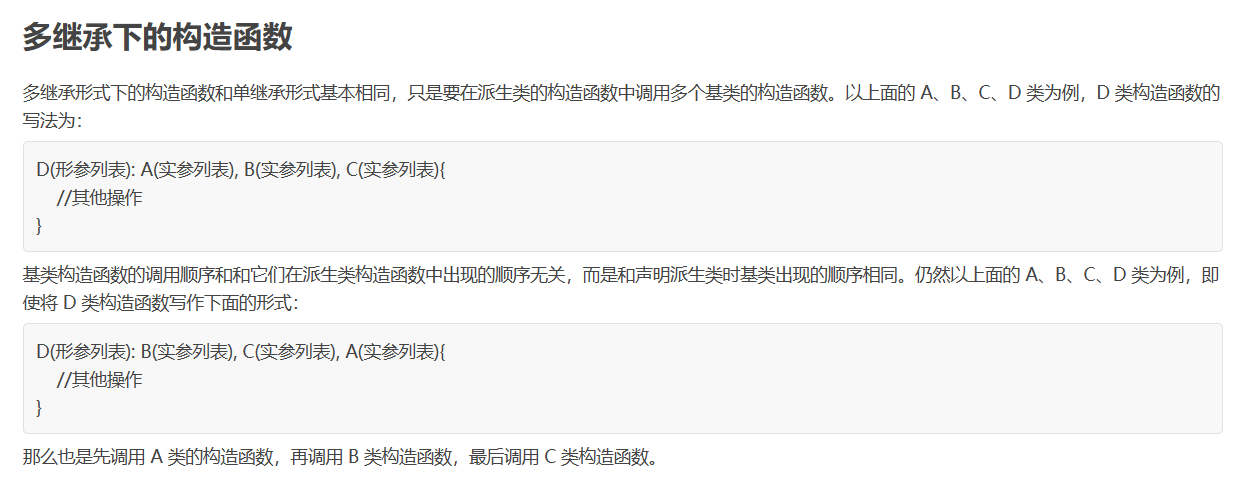 多继承下的构造函数
多继承形式下的构造函数和单继承形式基本相同，只是要在派生类的构造函数中调用多个基类的构造函数。以上面的 A、B、C、D 类为例，D 类构造函数的
写法为：
D(形参列表): A(实参列表), B(实参列表), C(实参列表){
//其他操作
}
基类构造函数的调用顺序和和它们在派生类构造函数中出现的顺序无关，而是和声明派生类时基类出现的顺序相同。仍然以上面的 A、B、C、D 类为例，即
使将 D 类构造函数写作下面的形式：
D(形参列表): B(实参列表), C(实参列表), A(实参列表){
//其他操作
}
那么也是先调用 A 类的构造函数，再调用 B 类构造函数，最后调用 C 类构造函数。